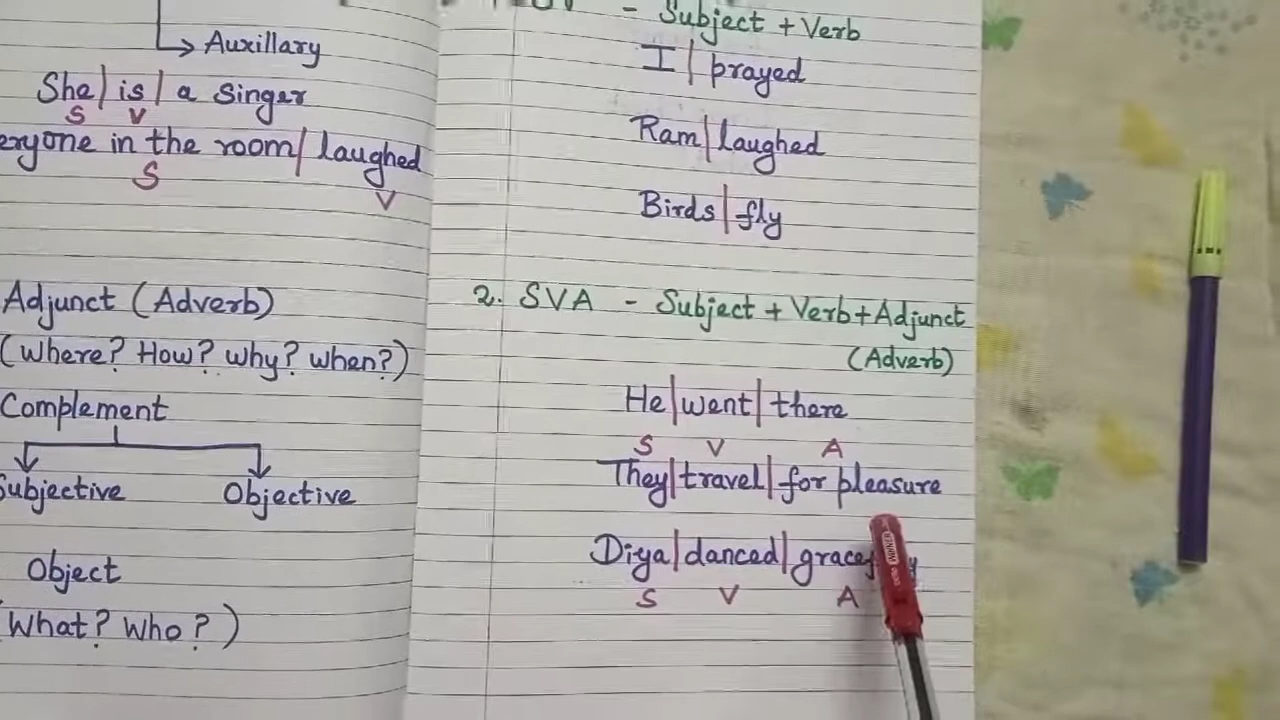 Auxillary
She| is| a singer
S V
eryone in the room| laughed
S
V
Adjunct (Adverb)
(Where? How? why? when?)
Complement
Subjective Objective
Object
(What? Who?)
- Subject + Verb
I| prayed
Ram| laughed
Birds| fly
2. SVA - Subject + Verb + Adjunct
(Adverb)
He| went| there
S V A
They| travel| for pleasure
Diya| danced|
S V A